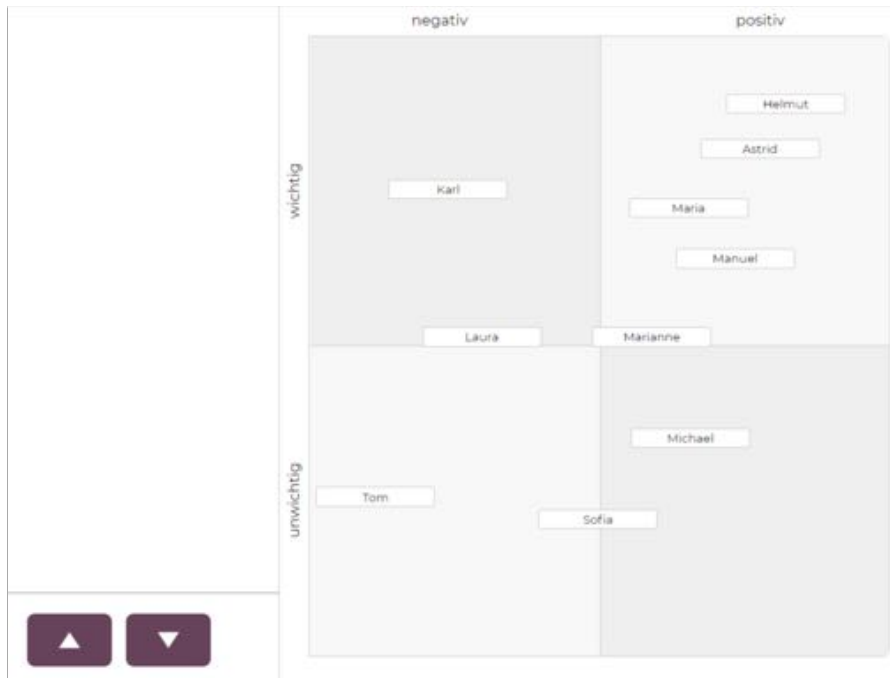 negativ
positiv
wichtig
Helmut
Astrid
Karl
Maria
Manuel
Laura
Marianne
unwichtig
Michael
Tom
Sofia